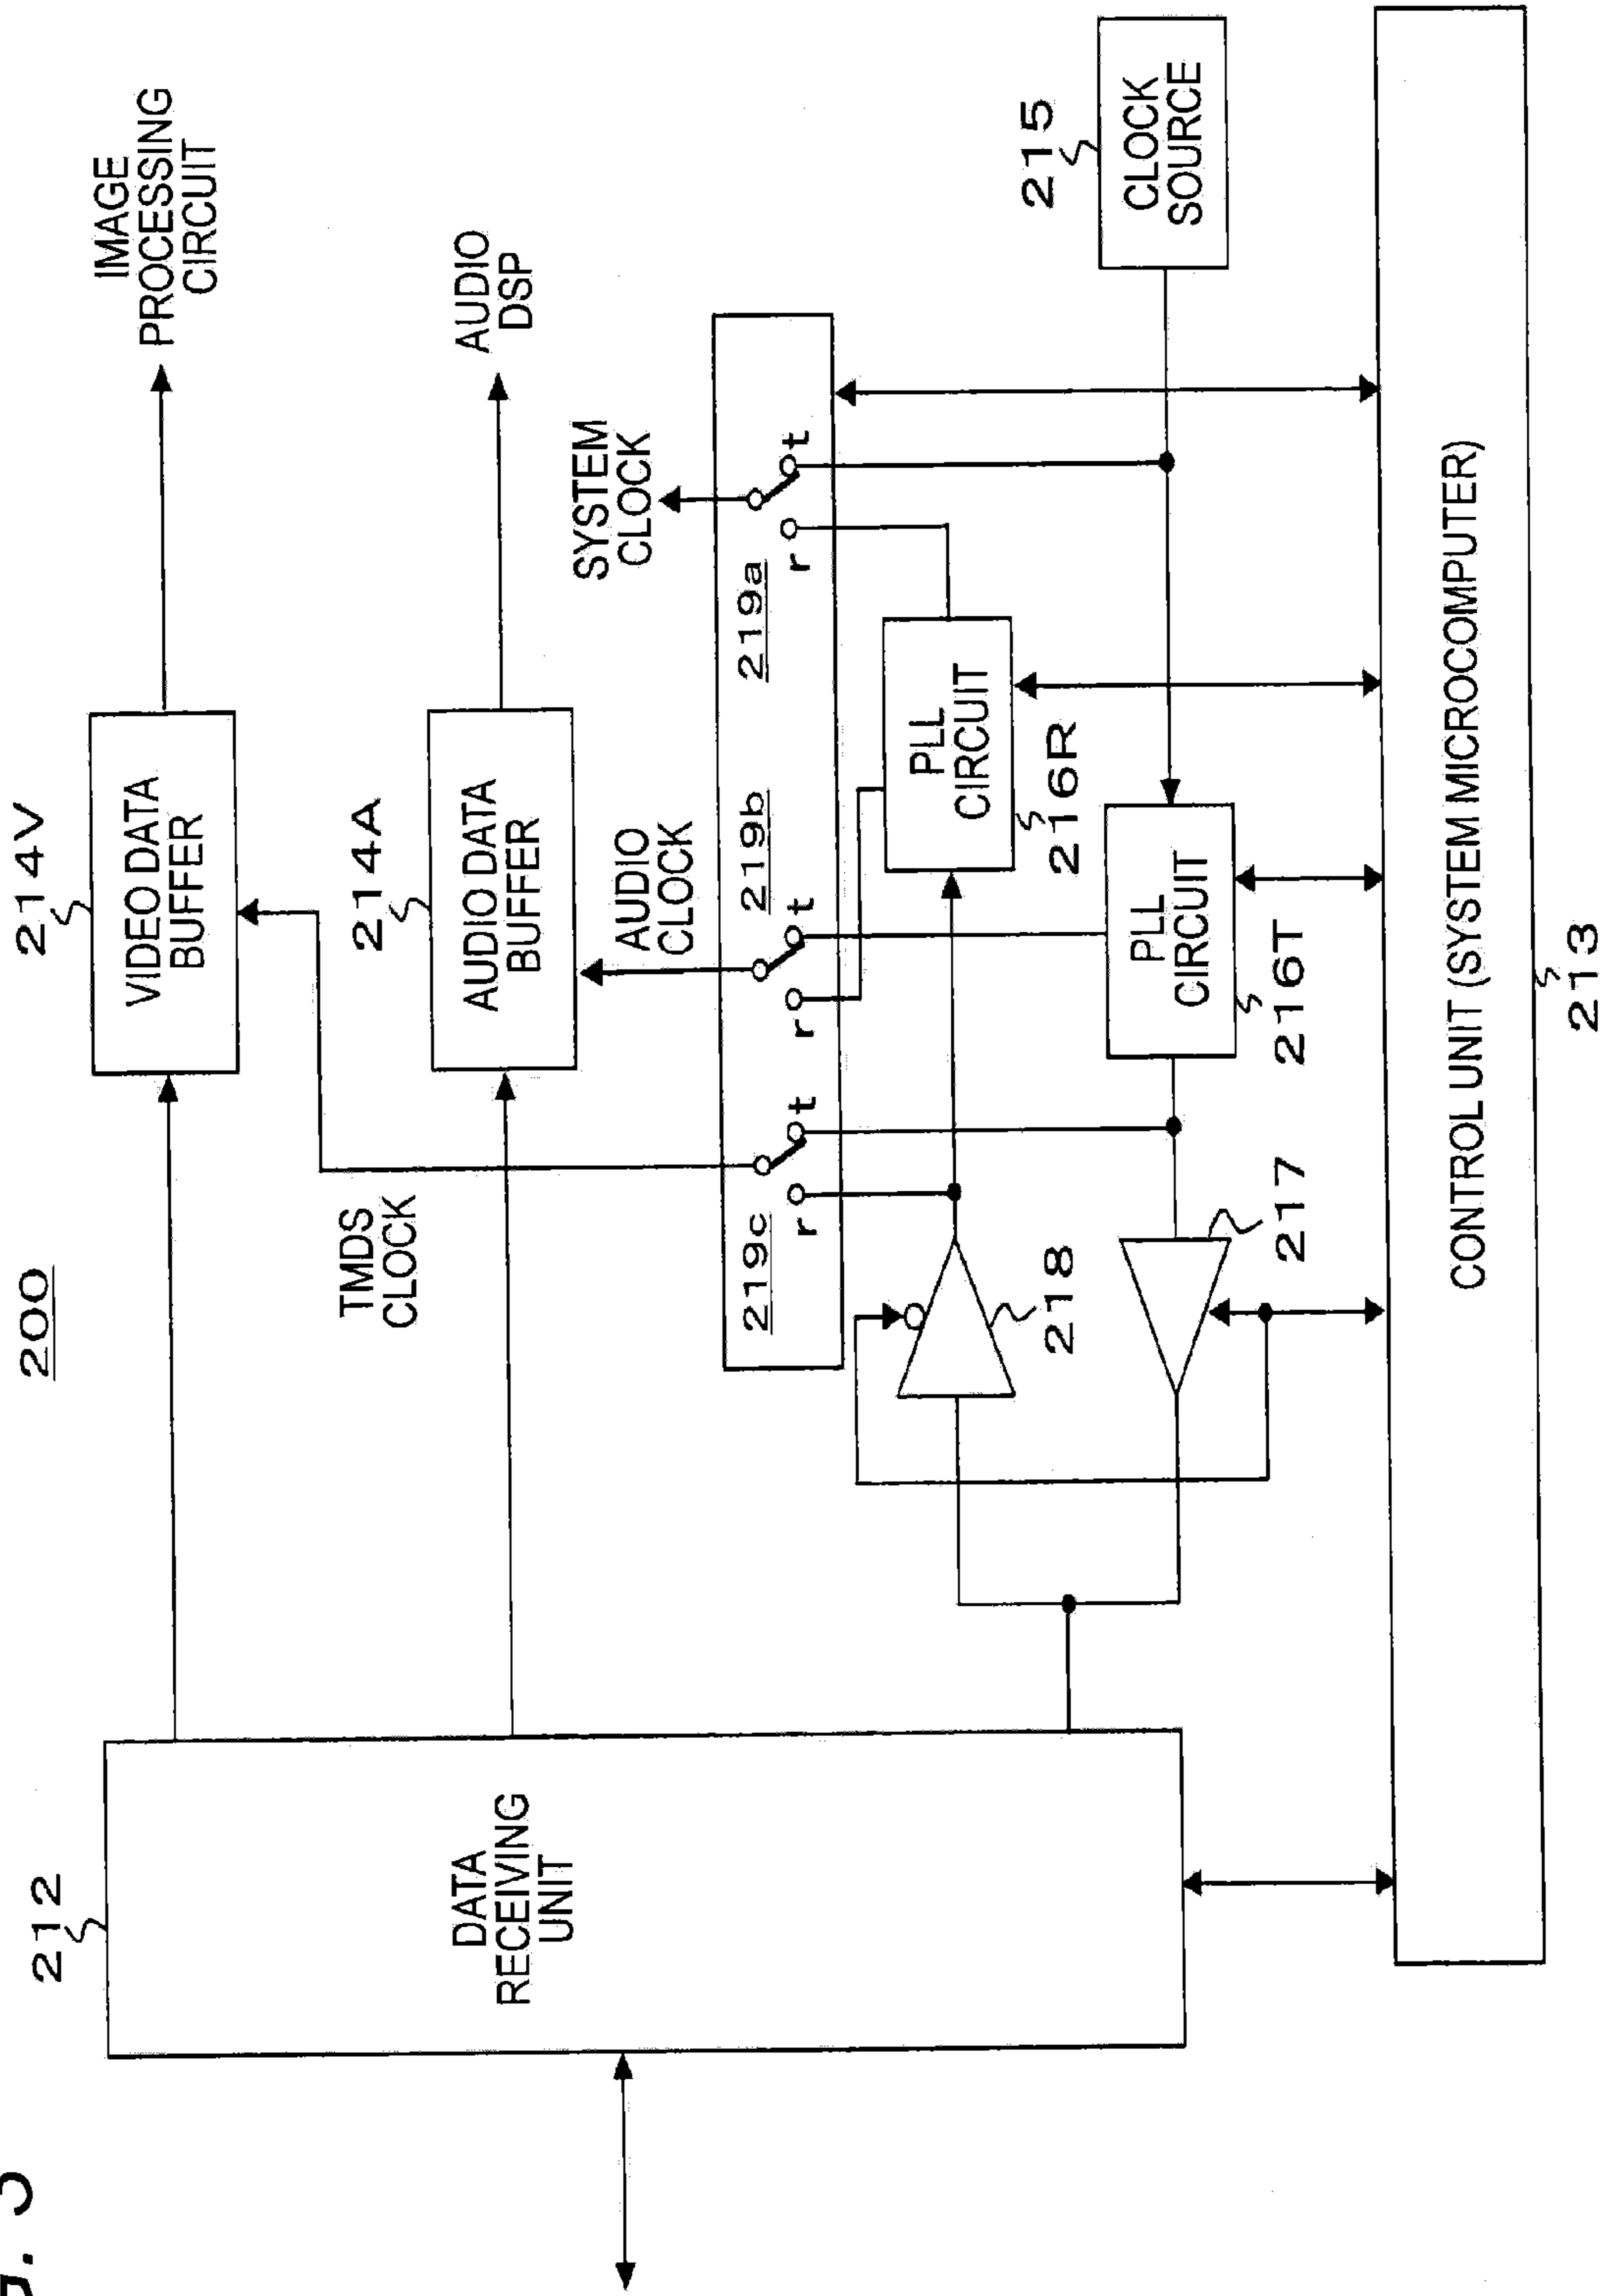 200
212
DATA
RECEIVING
UNIT
214V
VIDEO DATA
BUFFER
IMAGE
PROCESSING
CIRCUIT
214A
AUDIO DATA
BUFFER
AUDIO
DSP
TMDS
CLOCK
AUDIO
CLOCK
SYSTEM
CLOCK
219c
r
t
219b
r
t
219a
r
t
218
217
PLL
CIRCUIT
216R
PLL
CIRCUIT
216T
215
CLOCK
SOURCE
CONTROL UNIT (SYSTEM MICROCOMPUTER)
213